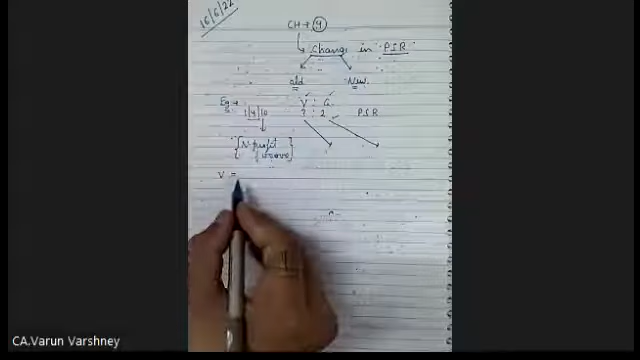 16/6/22
CH → 4
Change in PSR
old New
Eg → V : G
1/4/10 ? : 2 PSR
N. profit
V =
CA.Varun Varshney